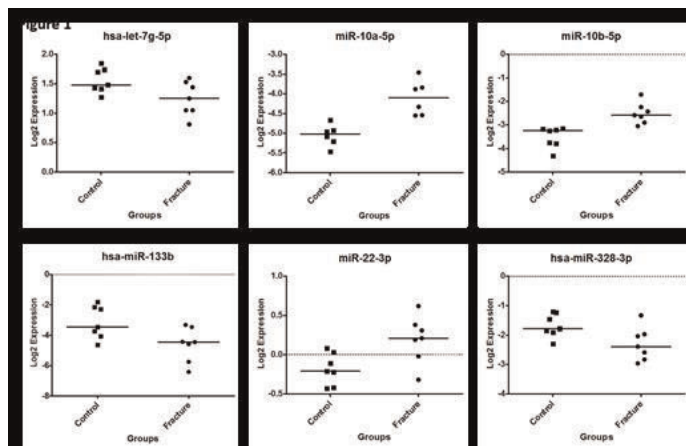 Figure 1
hsa-let-7g-5p
Log2 Expression
2.0
1.5
1.0
0.5
0.0
Control
Fracture
Groups
miR-10a-5p
Log2 Expression
-3.0
-3.5
-4.0
-4.5
-5.0
-5.5
-6.0
Control
Fracture
Groups
miR-10b-5p
Log2 Expression
0
-1
-2
-3
-4
-5
Control
Fracture
Groups
hsa-miR-133b
Log2 Expression
0
-2
-4
-6
-8
Control
Fracture
Groups
miR-22-3p
Log2 Expression
1.0
0.5
0.0
-0.5
Control
Fracture
Groups
hsa-miR-328-3p
Log2 Expression
0
-1
-2
-3
-4
Control
Fracture
Groups